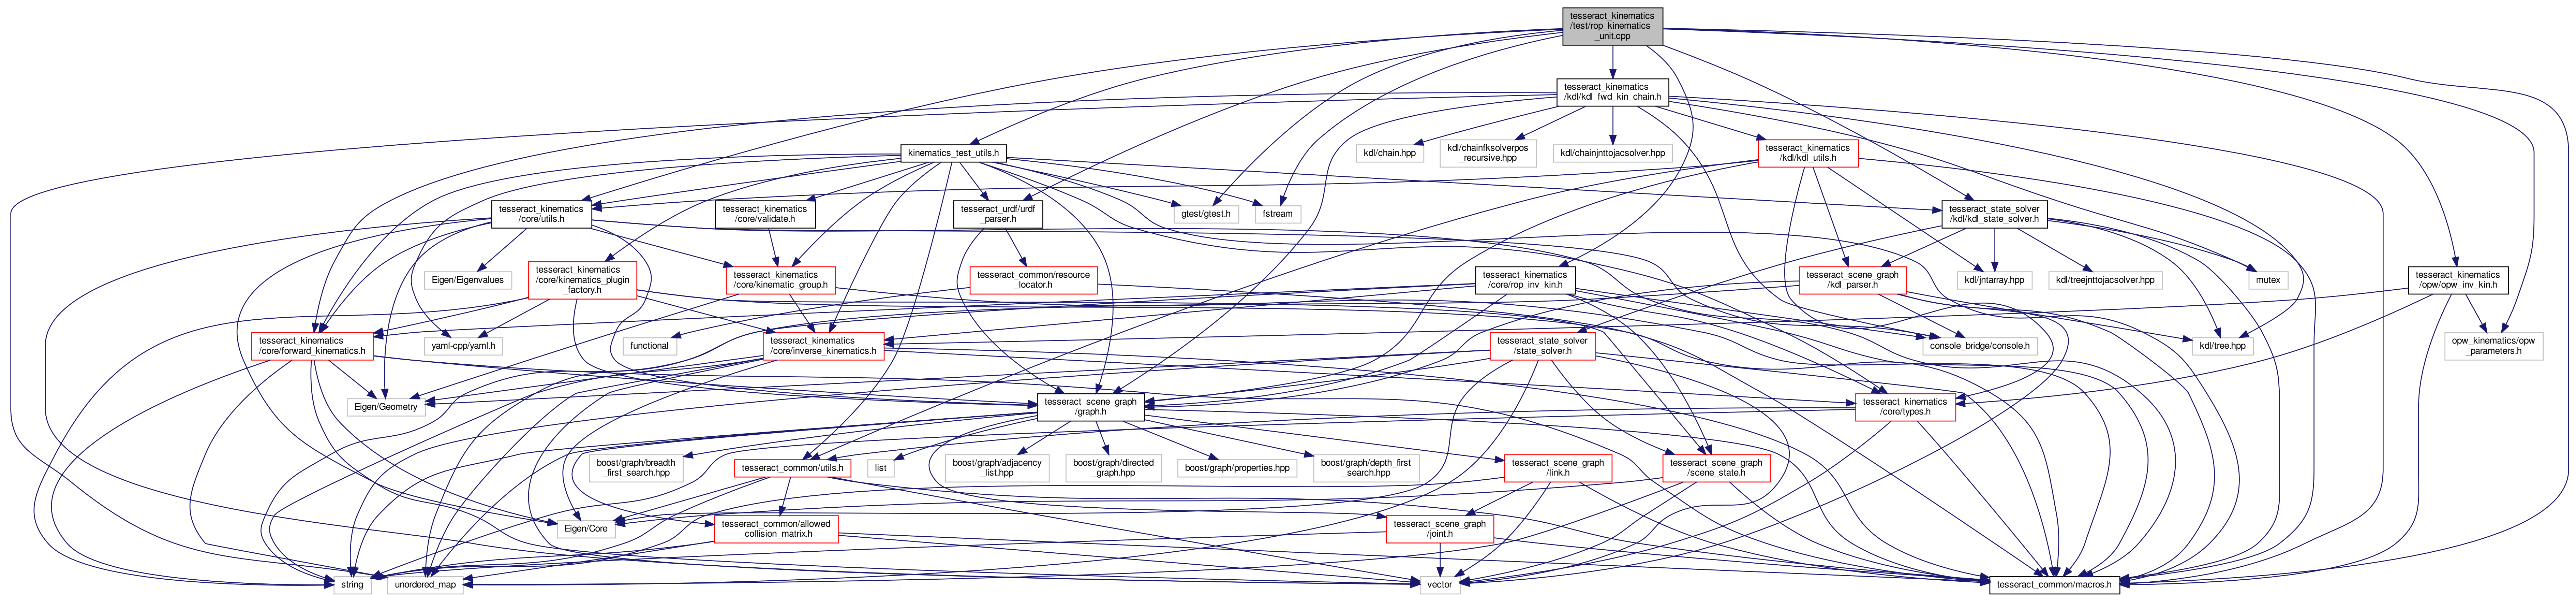 tesseract_kinematics
/test/rop_kinematics
_unit.cpp
tesseract_kinematics
/kdl/kdl_fwd_kin_chain.h
kinematics_test_utils.h
kdl/chain.hpp
kdl/chainfksolverpos
_recursive.hpp
kdl/chainjnttojacsolver.hpp
tesseract_kinematics
/kdl/kdl_utils.h
tesseract_kinematics
/core/utils.h
tesseract_kinematics
/core/validate.h
tesseract_urdf/urdf
_parser.h
gtest/gtest.h
fstream
tesseract_state_solver
/kdl/kdl_state_solver.h
Eigen/Eigenvalues
tesseract_kinematics
/core/kinematics_plugin
_factory.h
tesseract_kinematics
/core/kinematic_group.h
tesseract_common/resource
_locator.h
tesseract_kinematics
/core/rop_inv_kin.h
tesseract_scene_graph
/kdl_parser.h
kdl/jntarray.hpp
kdl/treejnttojacsolver.hpp
mutex
tesseract_kinematics
/opw/opw_inv_kin.h
tesseract_kinematics
/core/forward_kinematics.h
yaml-cpp/yaml.h
functional
tesseract_kinematics
/core/inverse_kinematics.h
tesseract_state_solver
/state_solver.h
console_bridge/console.h
kdl/tree.hpp
opw_kinematics/opw
_parameters.h
Eigen/Geometry
tesseract_scene_graph
/graph.h
tesseract_kinematics
/core/types.h
boost/graph/breadth
_first_search.hpp
tesseract_common/utils.h
list
boost/graph/adjacency
_list.hpp
boost/graph/directed
_graph.hpp
boost/graph/properties.hpp
boost/graph/depth_first
_search.hpp
tesseract_scene_graph
/link.h
tesseract_scene_graph
/scene_state.h
Eigen/Core
tesseract_common/allowed
_collision_matrix.h
tesseract_scene_graph
/joint.h
string
unordered_map
vector
tesseract_common/macros.h